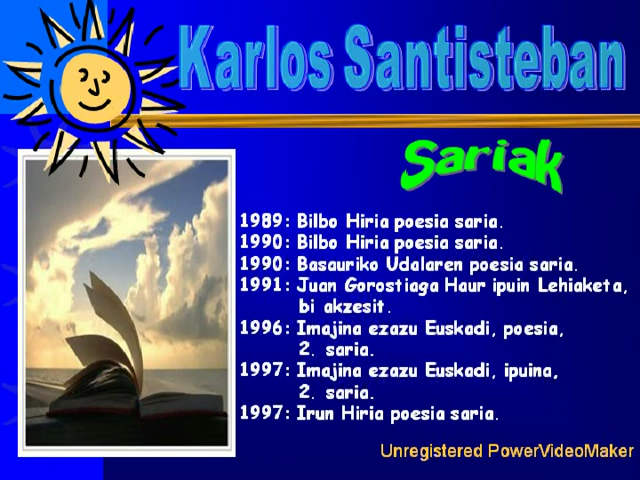 Karlos Santisteban
Sariak
1989: Bilbo Hiria poesia saria.
1990: Bilbo Hiria poesia saria.
1990: Basauriko Udalaren poesia saria.
1991: Juan Gorostiaga Haur ipuin Lehiaketa,
bi akzesit.
1996: Imajina ezazu Euskadi, poesia,
2. saria.
1997: Imajina ezazu Euskadi, ipuina,
2. saria.
1997: Irun Hiria poesia saria.
Unregistered PowerVideoMaker